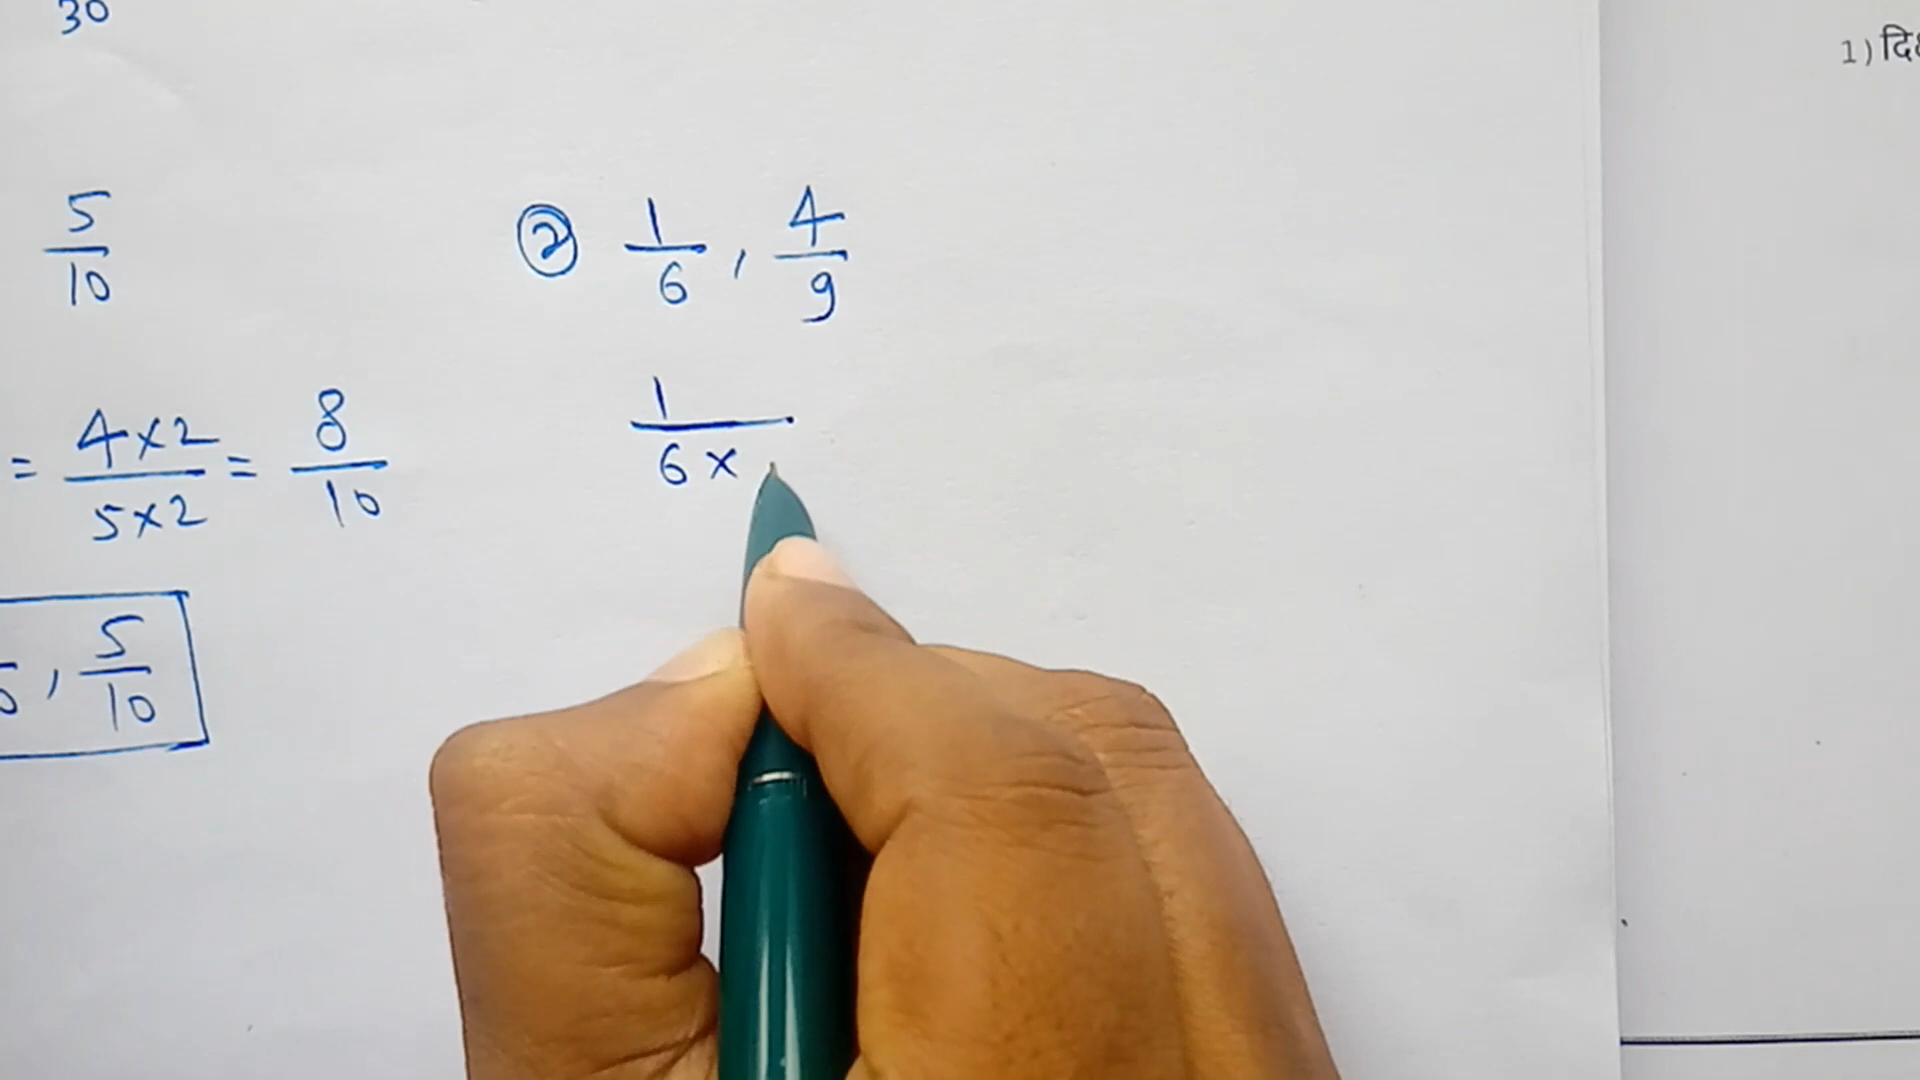 30
5/10
② 1/6 , 4/9
= 4×2/5×2 = 8/10
1/6×
, 5/10
1)